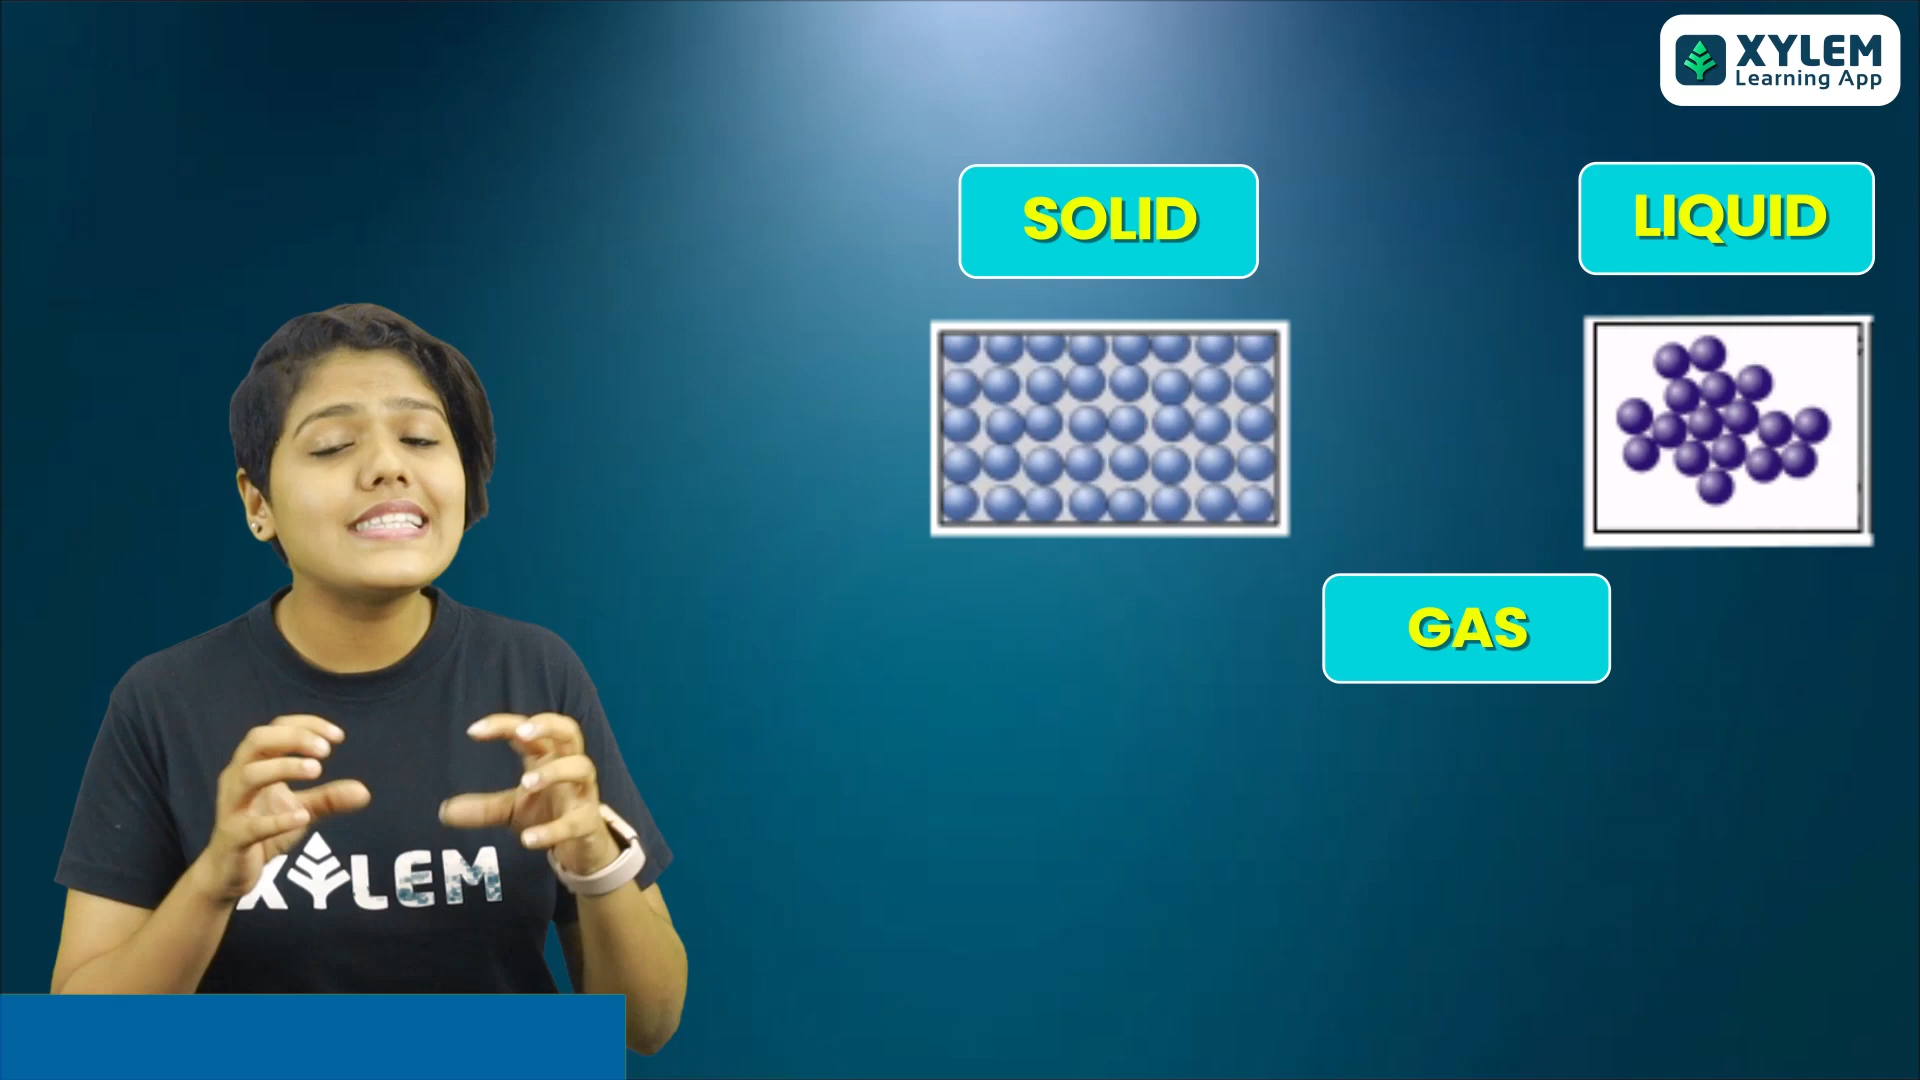 XYLEM
Learning App
SOLID
LIQUID
GAS
XYLEM